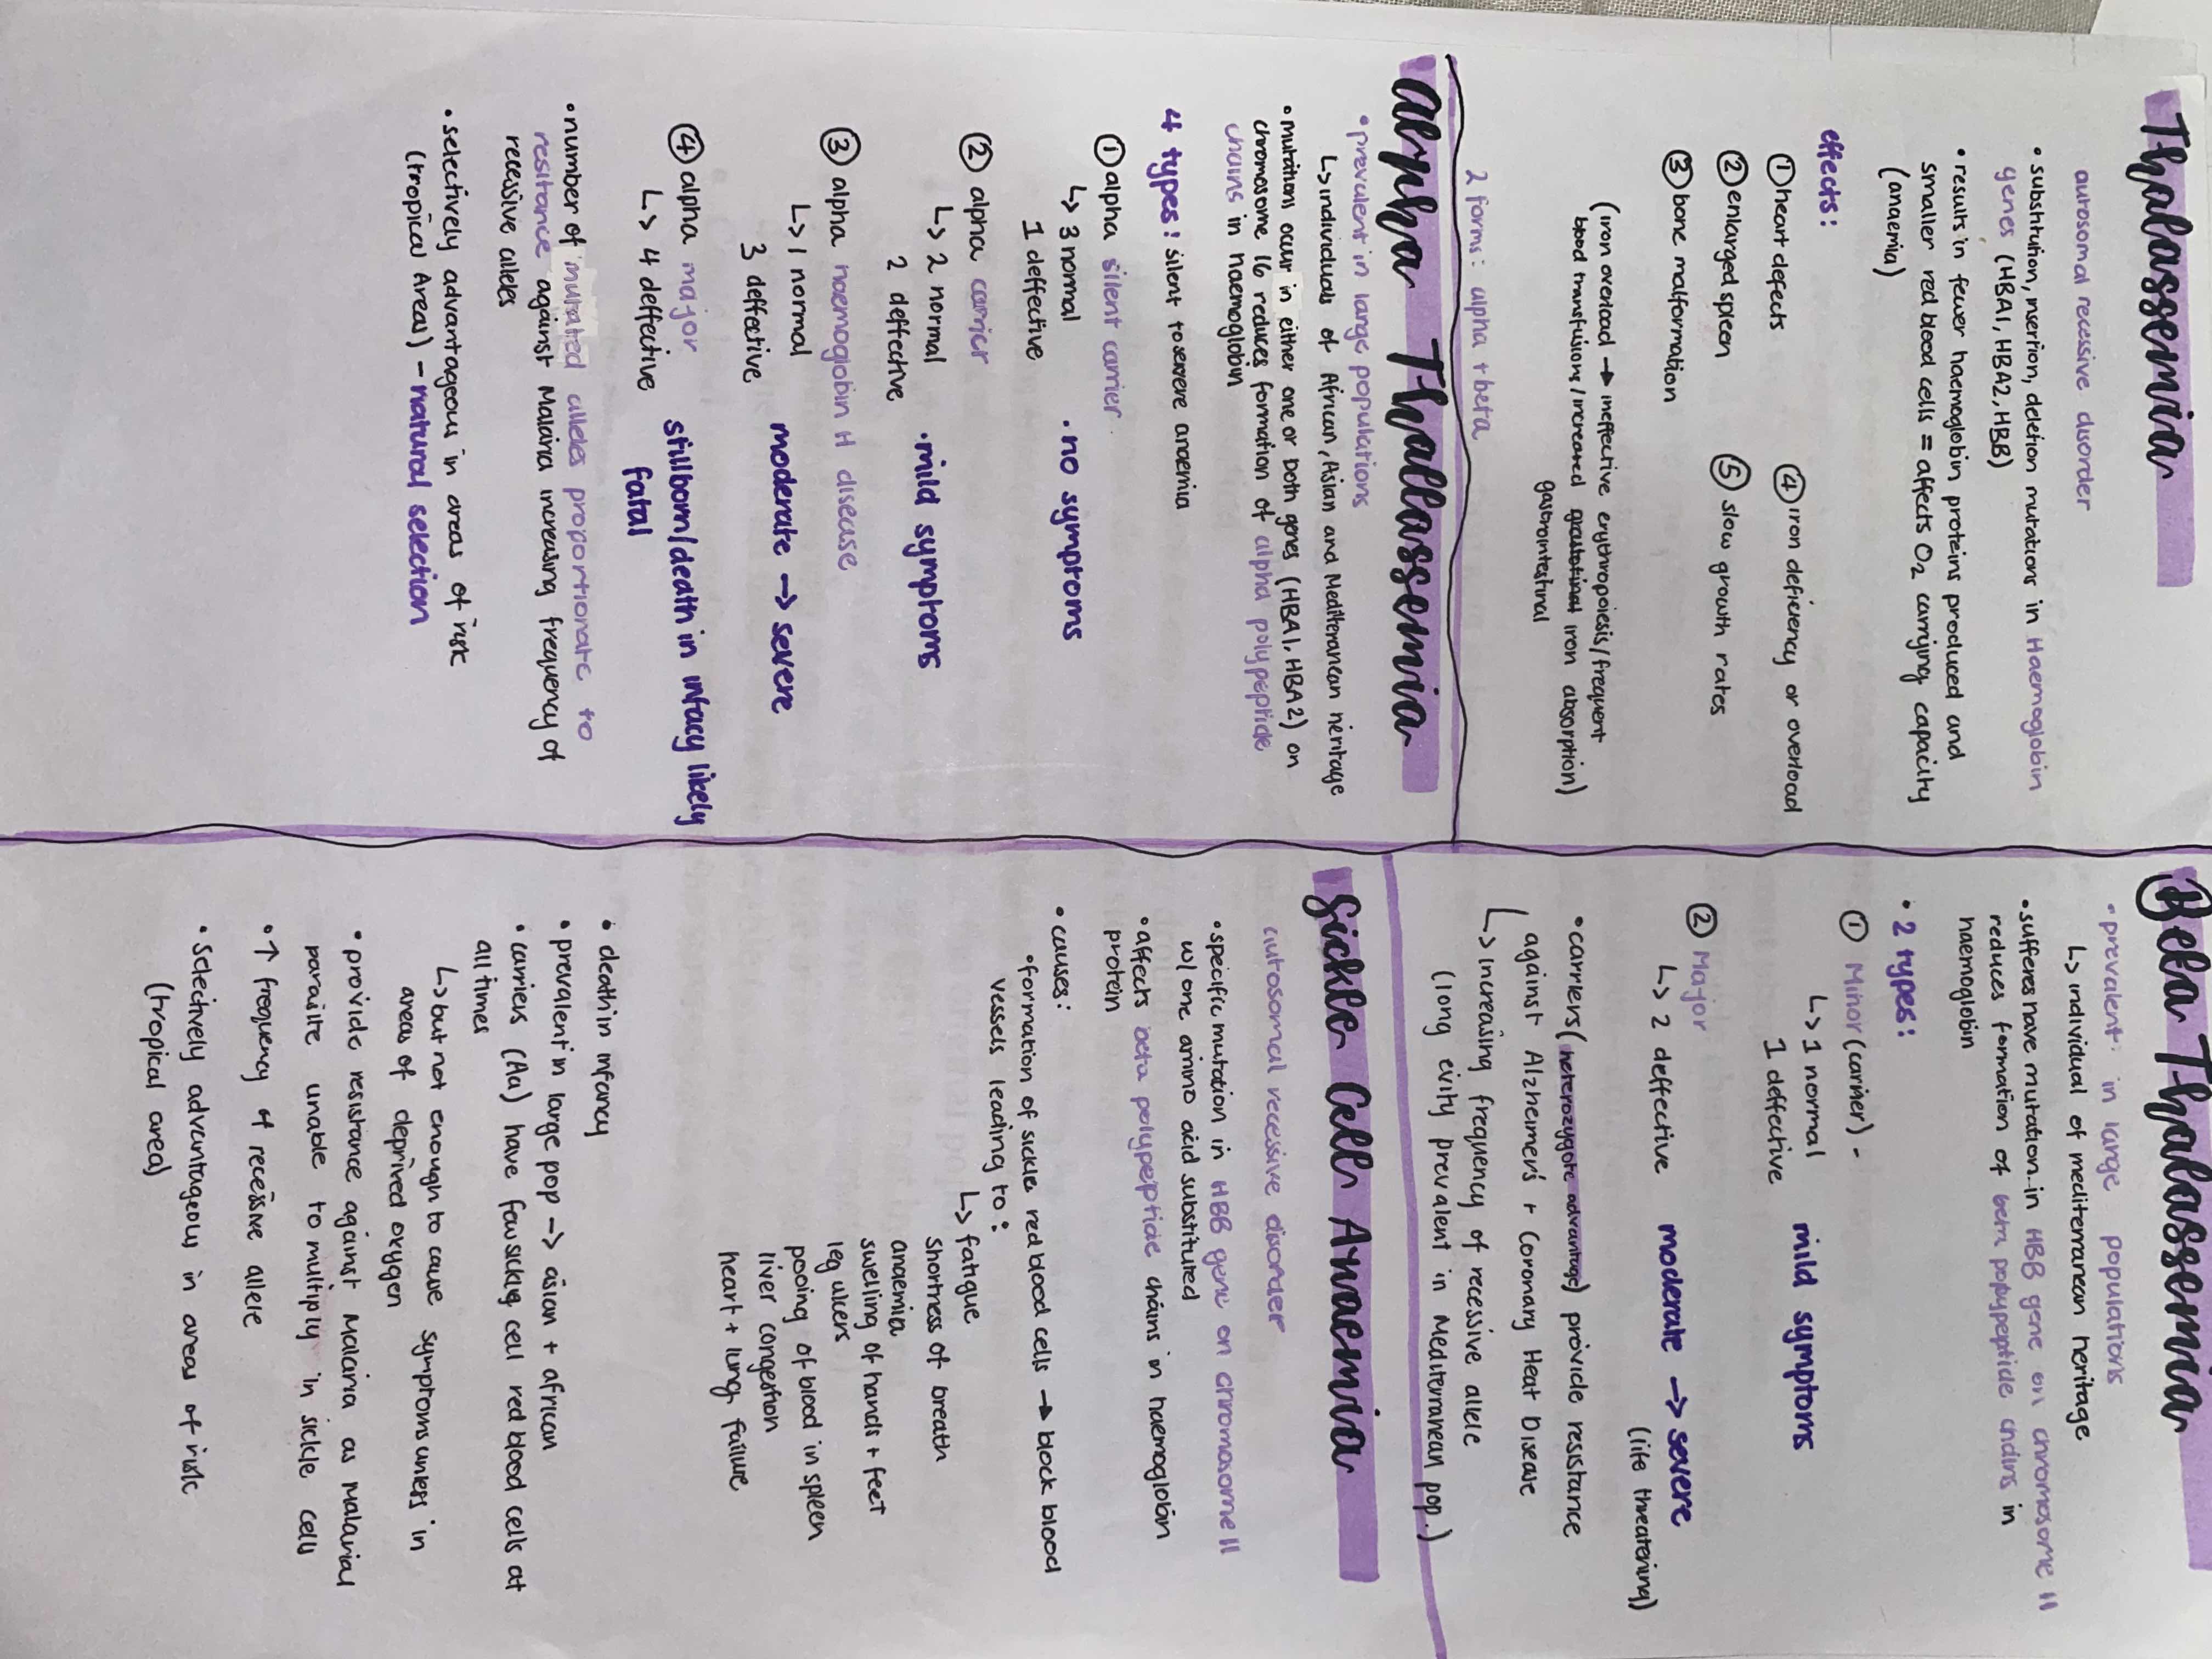 Thalassemia
autosomal recessive disorder
• substituion, insertion, deletion mutations in Haemoglobin
genes (HBA1, HBA2, HBB)
• results in fewer haemoglobin proteins produced and
smaller red blood cells = affects O2 carrying capacity
(anaemia)
effects:
① heart defects
② enlarged spleen
③ bone malformation
④ iron deficiency or overload
⑤ slow growth rates
(iron overload → ineffective erythropoiesis/frequent
blood transfusions/increased iron absorption)
gastrointestinal
2 forms: alpha + beta
Alpha Thallassemia
• prevalent in large populations
↳ individuals of African, Asian and Mediterranean heritage
• mutations occur in either one or both genes (HBA1, HBA2) on
chromosome 16 reduces formation of alpha polypeptide
chains in haemoglobin
4 types: silent to severe anaemia
① alpha silent carrier
↳ 3 normal • no symptoms
1 deffective
② alpha carrier
↳ 2 normal • mild symptoms
2 deffective
③ alpha haemoglobin H disease
↳ 1 normal moderate → severe
3 deffective
④ alpha major
↳ 4 deffective stillborn/death in infacy likely
fatal
• number of mutated alleles proportionate to
resitance against Malaria increasing frequency of
recessive alleles
• selectively advantageous in areas of risk
(tropical Areas) - natural selection
Beta Thalassemia
• prevalent in large populations
↳ individual of mediterranean heritage
• sufferes have mutation in HBB gene on chromosome 11
reduces formation of beta polypeptide chains in
haemoglobin
• 2 types:
① Minor (carrier) -
↳ 1 normal mild symptoms
1 deffective
② Major
↳ 2 deffective moderate → severe
(life threatening)
• carriers (heterozygote advantage) provide resistance
against Alzheimer's + Coronary Heat Disease
↳ increasing frequency of recessive allele
(long evity prevalent in Mediterranean pop.)
Sickle Cell Anaemia
autosomal recessive disorder
• specific mutation in HBB gene on chromosome 11
w/ one amino acid substituted
• affects beta polypeptide chains in haemoglobin
protein
• causes:
• formation of sickle red blood cells → block blood
vessels leading to:
↳ fatigue
shortness of breath
anaemia
swelling of hands + feet
leg ulcers
pooing of blood in spleen
liver congestion
heart + lung failure
• death in infancy
• prevalent in large pop → asian + african
• carriers (Aa) have few sickle cell red blood cells at
all times
↳ but not enough to cause symptoms unless in
areas of deprived oxygen
• provide resistance against Malaria as Malarial
parasite unable to multiply in sickle cells
• ↑ frequency of recessive allele
• Selectively advantageous in areas of risk
(tropical area)